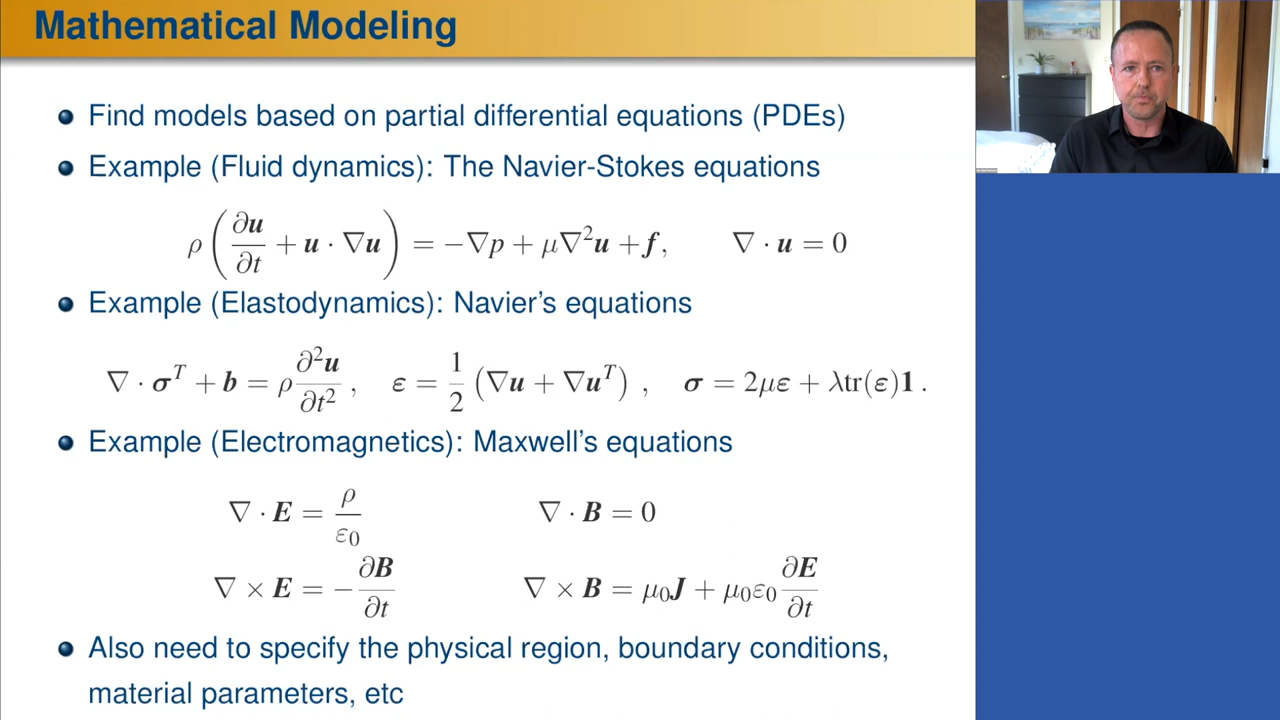 Mathematical Modeling
Find models based on partial differential equations (PDEs)
Example (Fluid dynamics): The Navier-Stokes equations
ρ(∂u/∂t + u · ∇u) = −∇p + μ∇²u + f,   ∇ · u = 0
Example (Elastodynamics): Navier's equations
∇ · σᵀ + b = ρ ∂²u/∂t² ,   ε = 1/2 (∇u + ∇uᵀ) ,   σ = 2με + λtr(ε)1 .
Example (Electromagnetics): Maxwell's equations
∇ · E = ρ/ε₀   ∇ · B = 0
∇ × E = −∂B/∂t   ∇ × B = μ₀J + μ₀ε₀ ∂E/∂t
Also need to specify the physical region, boundary conditions,
material parameters, etc